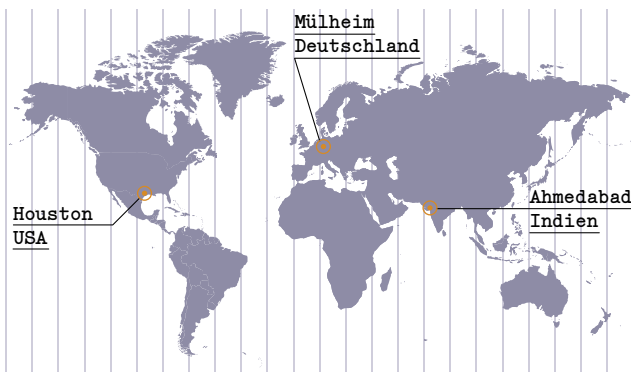 Mülheim
Deutschland
Houston
USA
Ahmedabad
Indien